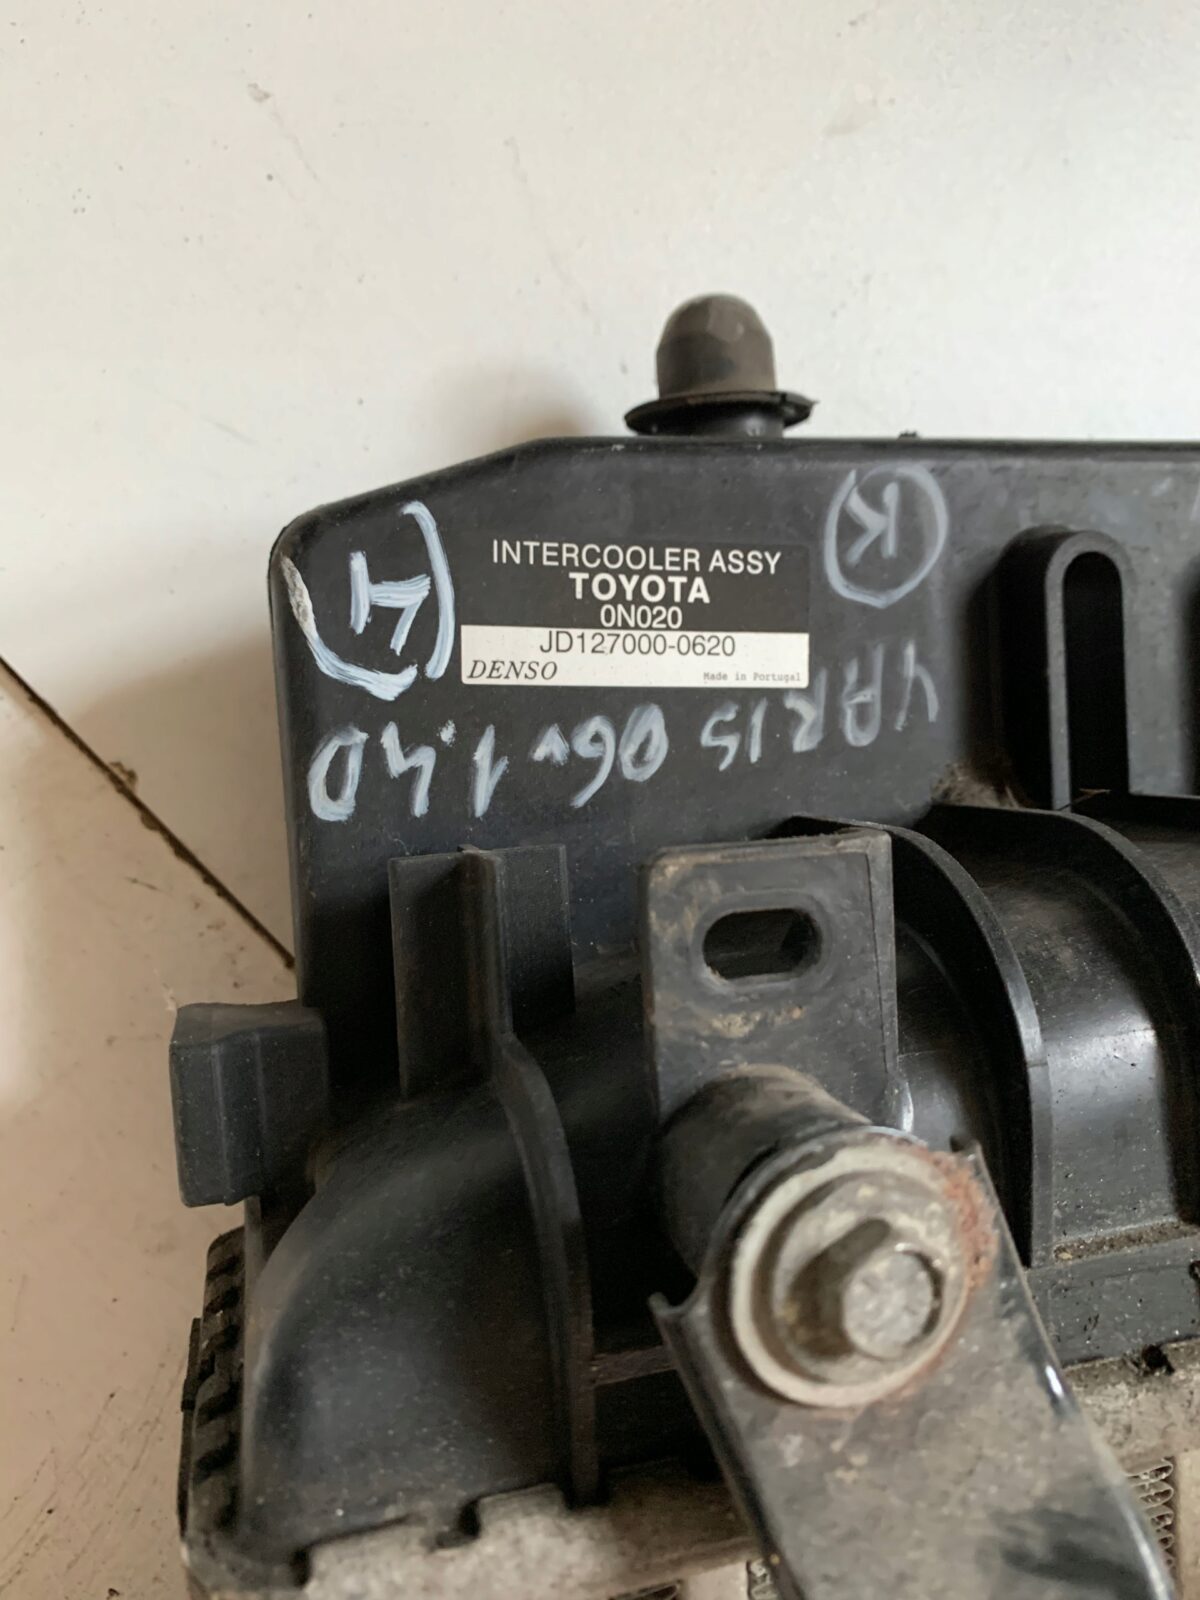 INTERCOOLER ASSY
TOYOTA
0N020
JD127000-0620
DENSO Made in Portugal
K
H
YARIS 06~ 1.4D